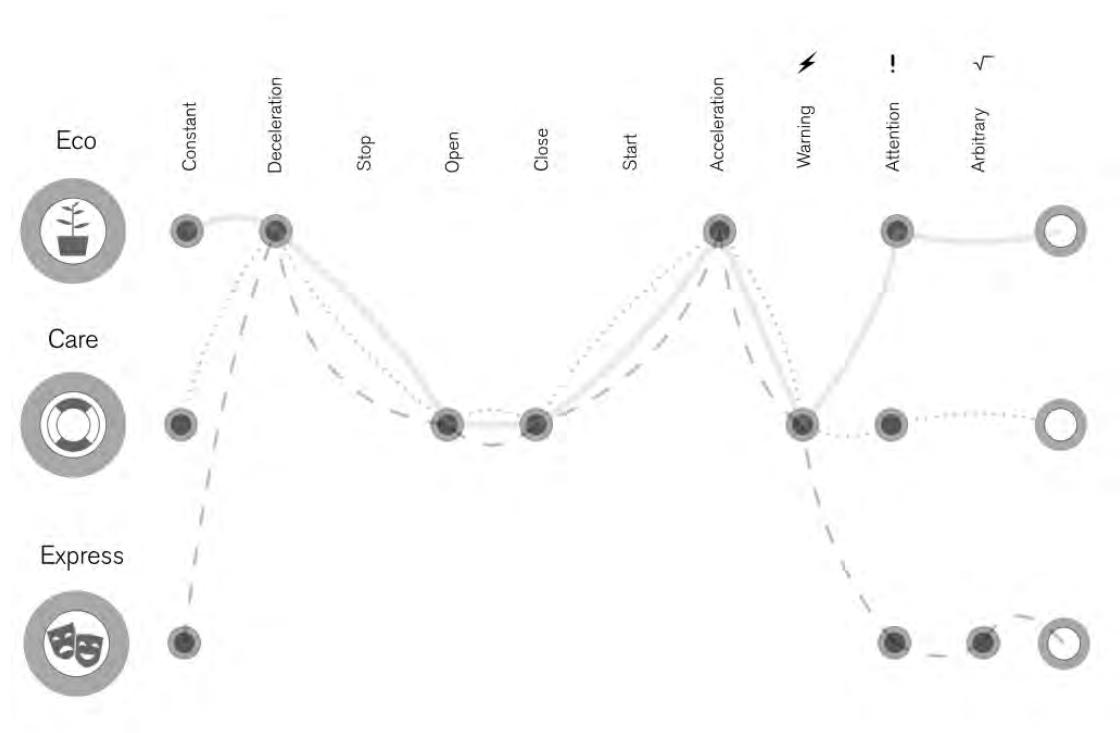 Constant
Deceleration
Stop
Open
Close
Start
Acceleration
Warning
Attention
Arbitrary
!
√
Eco
Care
Express